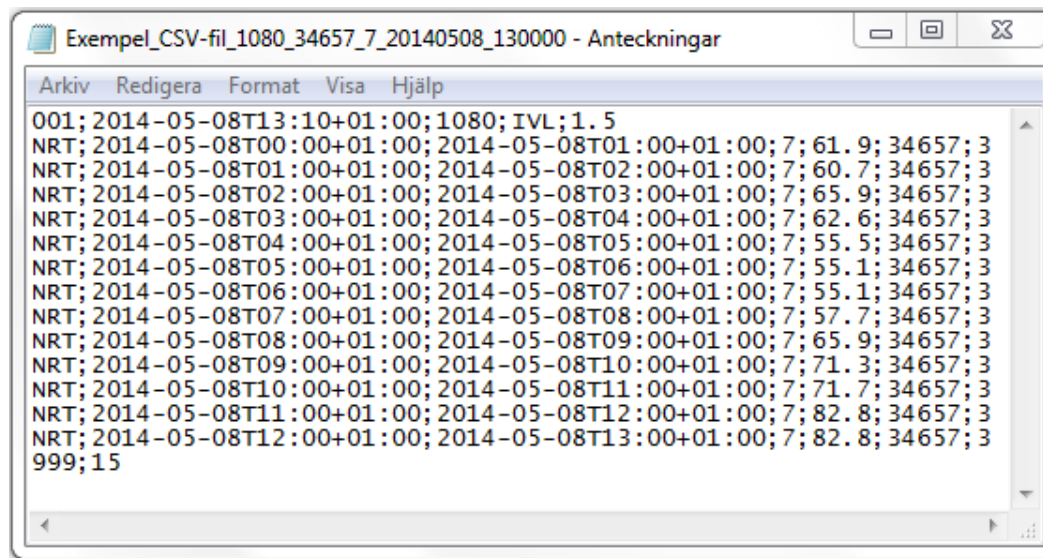 Exempel_CSV-fil_1080_34657_7_20140508_130000 - Anteckningar
Arkiv Redigera Format Visa Hjälp
001;2014-05-08T13:10+01:00;1080;IVL;1.5
NRT;2014-05-08T00:00+01:00;2014-05-08T01:00+01:00;7;61.9;34657;3
NRT;2014-05-08T01:00+01:00;2014-05-08T02:00+01:00;7;60.7;34657;3
NRT;2014-05-08T02:00+01:00;2014-05-08T03:00+01:00;7;65.9;34657;3
NRT;2014-05-08T03:00+01:00;2014-05-08T04:00+01:00;7;62.6;34657;3
NRT;2014-05-08T04:00+01:00;2014-05-08T05:00+01:00;7;55.5;34657;3
NRT;2014-05-08T05:00+01:00;2014-05-08T06:00+01:00;7;55.1;34657;3
NRT;2014-05-08T06:00+01:00;2014-05-08T07:00+01:00;7;55.1;34657;3
NRT;2014-05-08T07:00+01:00;2014-05-08T08:00+01:00;7;57.7;34657;3
NRT;2014-05-08T08:00+01:00;2014-05-08T09:00+01:00;7;65.9;34657;3
NRT;2014-05-08T09:00+01:00;2014-05-08T10:00+01:00;7;71.3;34657;3
NRT;2014-05-08T10:00+01:00;2014-05-08T11:00+01:00;7;71.7;34657;3
NRT;2014-05-08T11:00+01:00;2014-05-08T12:00+01:00;7;82.8;34657;3
NRT;2014-05-08T12:00+01:00;2014-05-08T13:00+01:00;7;82.8;34657;3
999;15